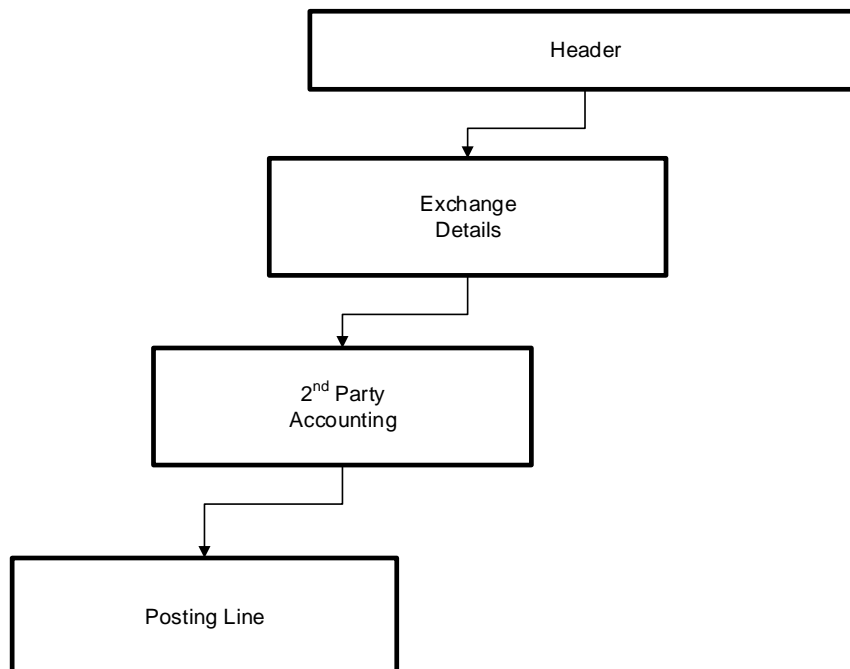 Header
Exchange
Details
2nd Party
Accounting
Posting Line